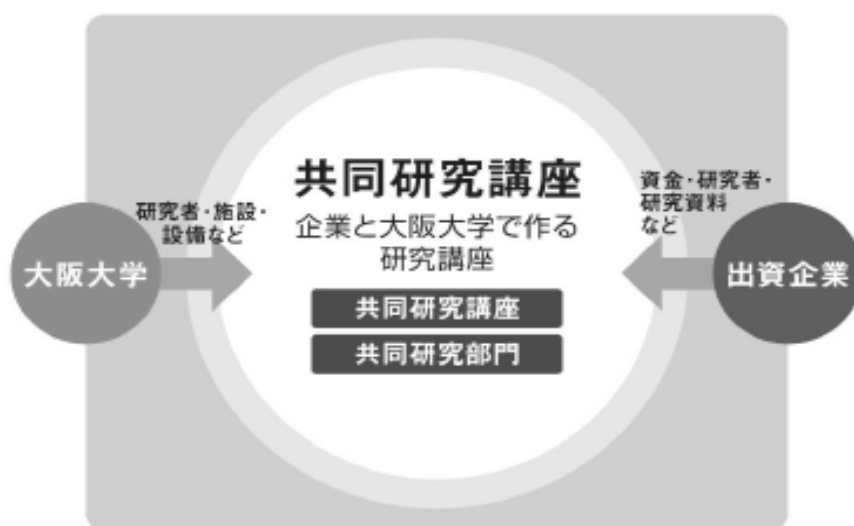 共同研究講座
企業と大阪大学で作る
研究講座
共同研究講座
共同研究部門
大阪大学
研究者・施設・
設備など
資金・研究者・
研究資料
など
出資企業